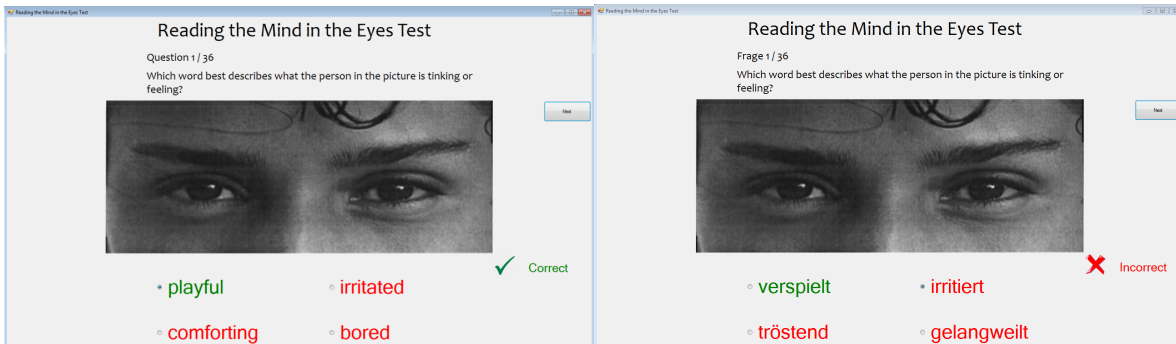 Reading the Mind in the Eyes Test
Reading the Mind in the Eyes Test
Question 1 / 36
Which word best describes what the person in the picture is tinking or
feeling?
Next
Correct
playful
irritated
comforting
bored
Reading the Mind in the Eyes Test
Reading the Mind in the Eyes Test
Frage 1 / 36
Which word best describes what the person in the picture is tinking or
feeling?
Next
Incorrect
verspielt
irritiert
tröstend
gelangweilt